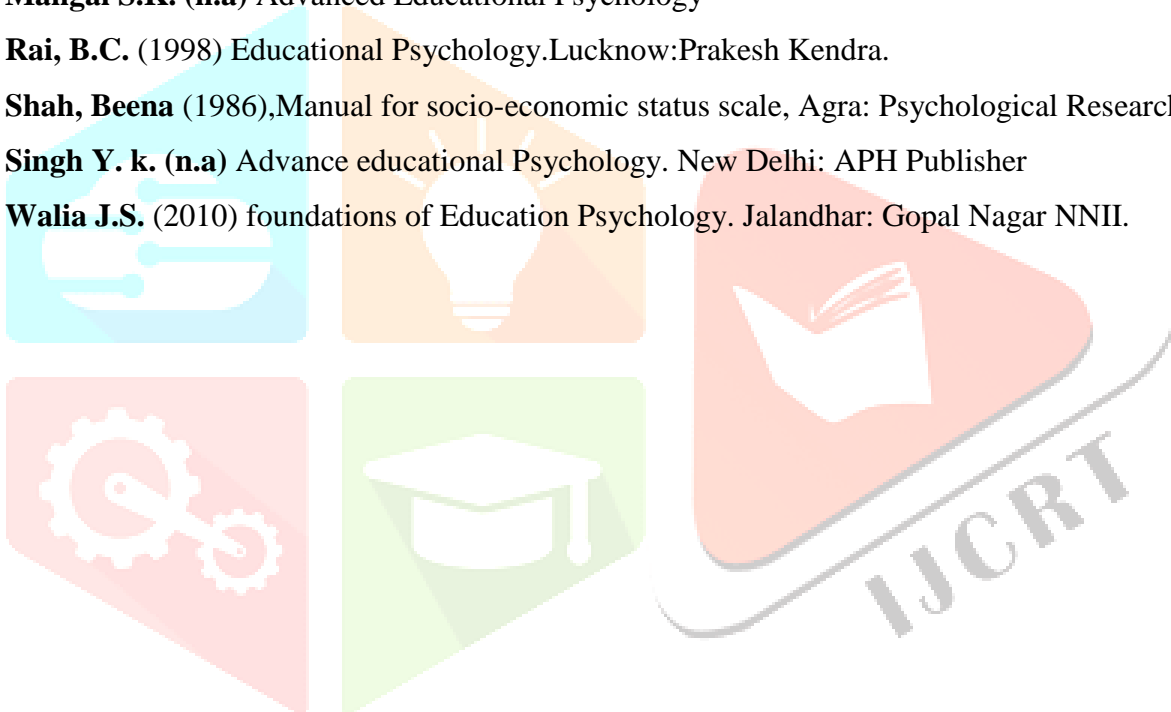 Mangal S.K. (n.a) Advanced Educational Psychology
Rai, B.C. (1998) Educational Psychology.Lucknow:Prakesh Kendra.
Shah, Beena (1986),Manual for socio-economic status scale, Agra: Psychological Research
Singh Y. k. (n.a) Advance educational Psychology. New Delhi: APH Publisher
Walia J.S. (2010) foundations of Education Psychology. Jalandhar: Gopal Nagar NNII.
IJCRT